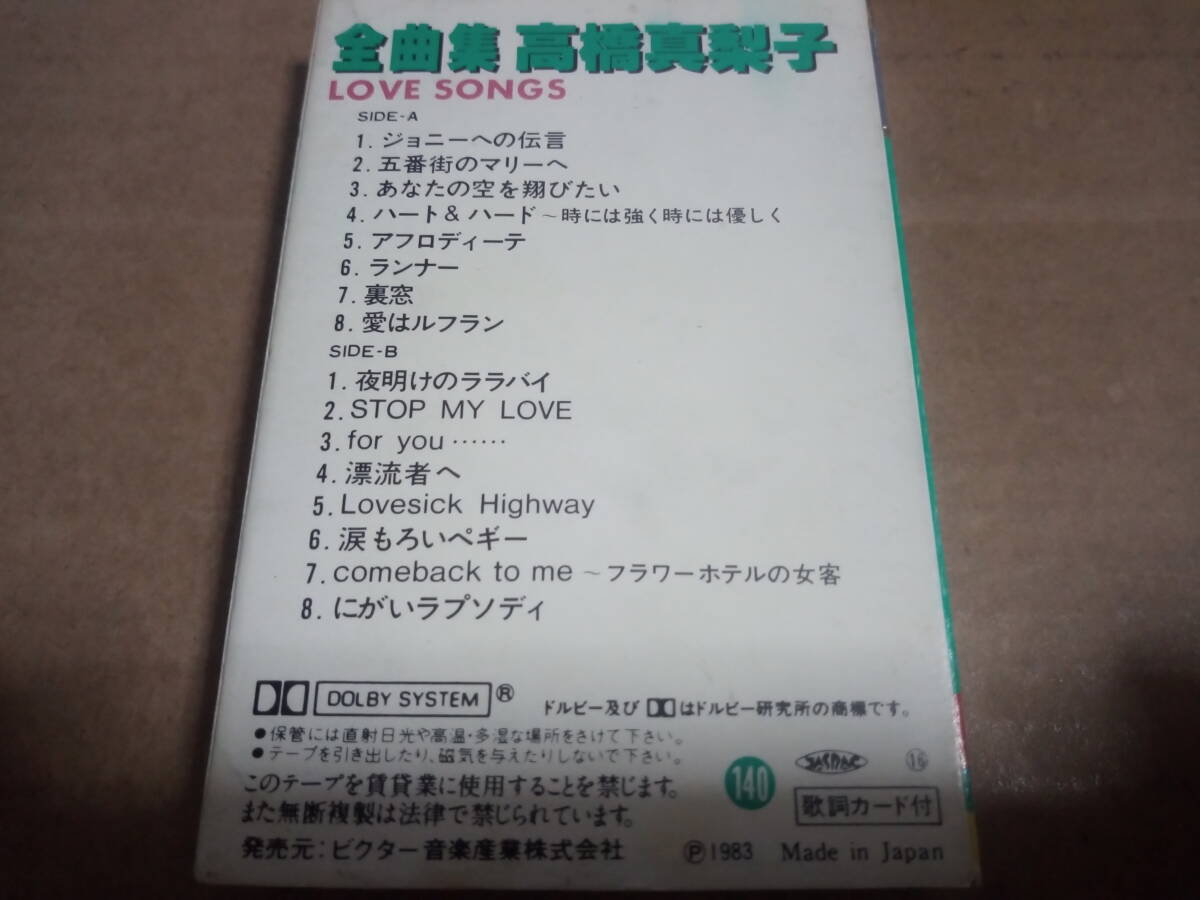 全曲集 高橋真梨子
LOVE SONGS
SIDE-A
1. ジョニーへの伝言
2. 五番街のマリーへ
3. あなたの空を翔びたい
4. ハート＆ハード～時には強く時には優しく
5. アフロディーテ
6. ランナー
7. 裏窓
8. 愛はルフラン
SIDE-B
1. 夜明けのララバイ
2. STOP MY LOVE
3. for you……
4. 漂流者へ
5. Lovesick Highway
6. 涙もろいペギー
7. comeback to me ～フラワーホテルの女客
8. にがいラプソディ
DOLBY SYSTEM ® ドルビー及び はドルビー研究所の商標です。
●保管には直射日光や高温・多湿な場所をさけて下さい。
●テープを引き出したり、磁気を与えたりしないで下さい。
このテープを賃貸業に使用することを禁じます。
また無断複製は法律で禁じられています。
140 JASRAC ⑯
歌詞カード付
発売元：ビクター音楽産業株式会社 Ⓟ1983 Made in Japan